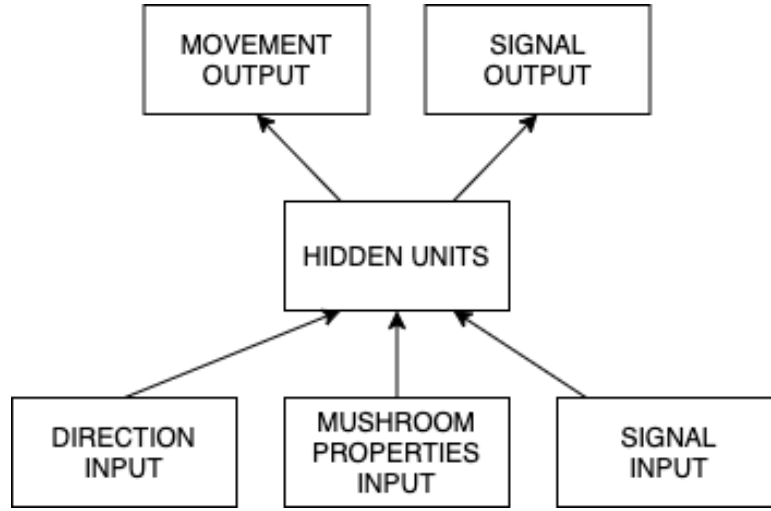 MOVEMENT
OUTPUT
SIGNAL
OUTPUT
HIDDEN UNITS
DIRECTION
INPUT
MUSHROOM
PROPERTIES
INPUT
SIGNAL
INPUT